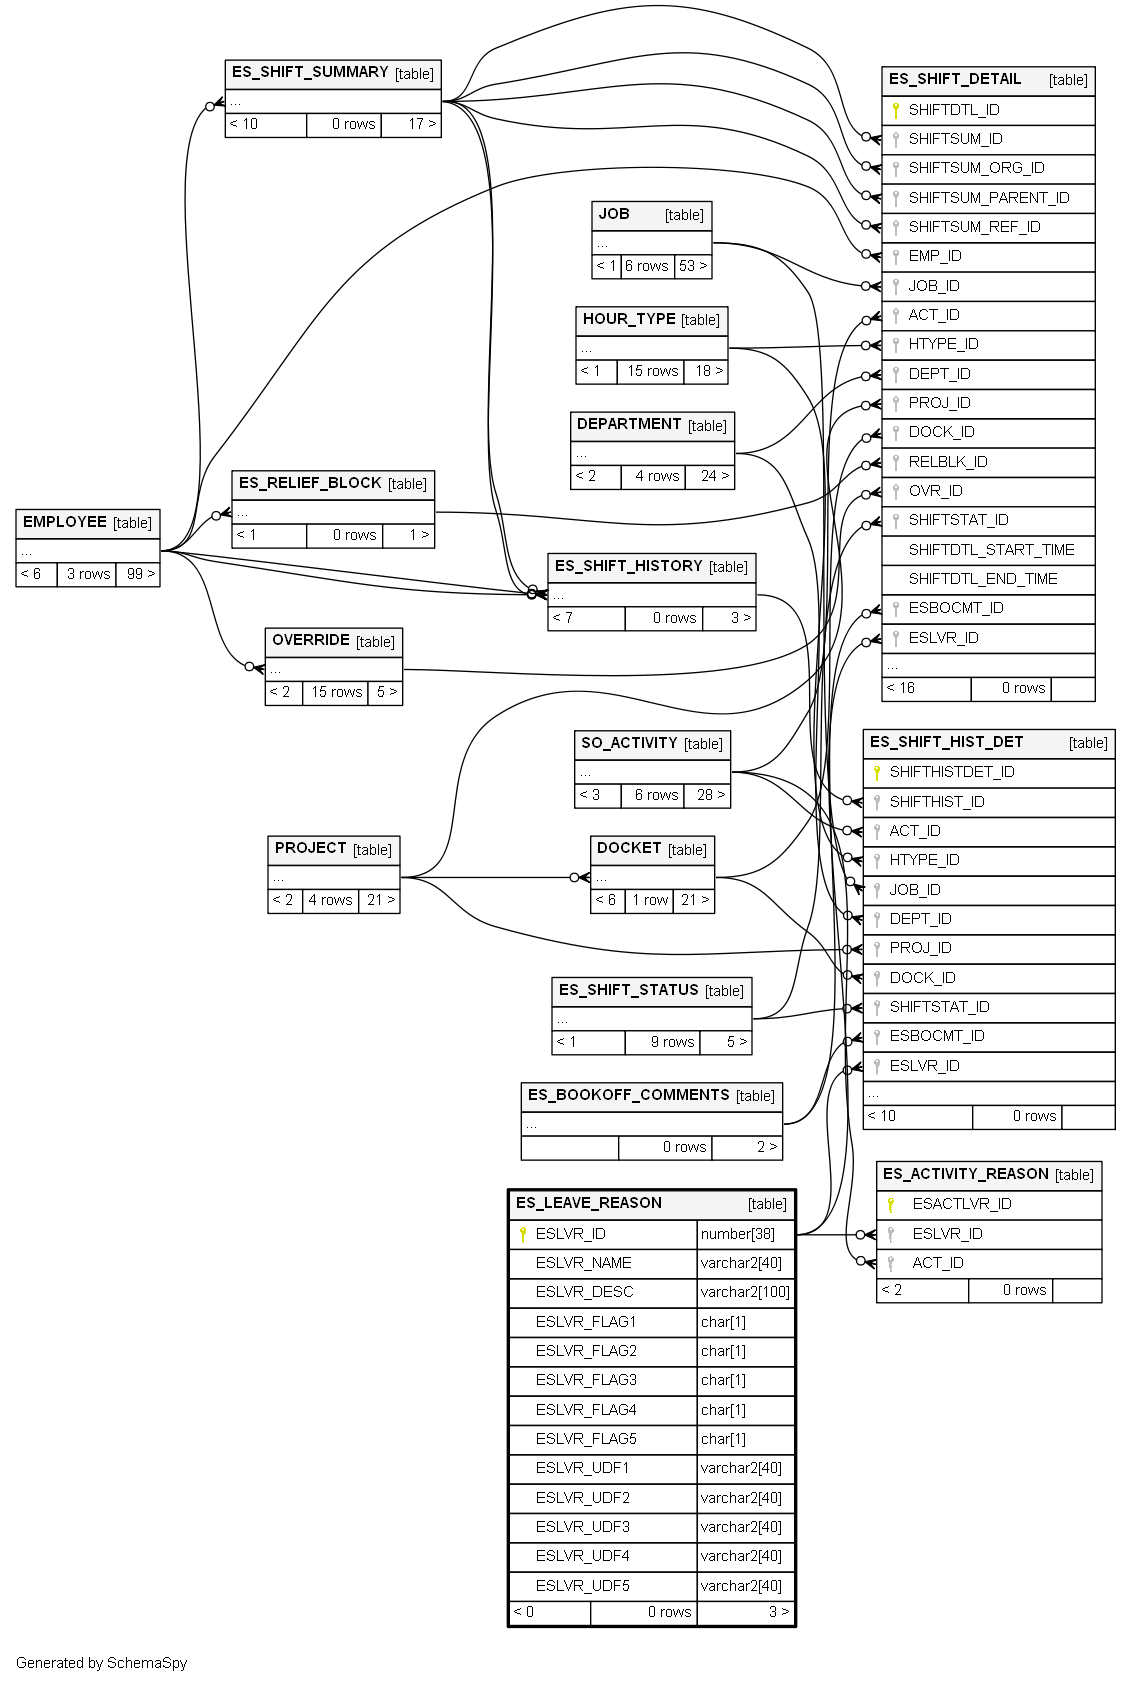 ES_SHIFT_SUMMARY [table]
...
< 10 0 rows 17 >
ES_SHIFT_DETAIL [table]
SHIFTDTL_ID
SHIFTSUM_ID
SHIFTSUM_ORG_ID
SHIFTSUM_PARENT_ID
SHIFTSUM_REF_ID
EMP_ID
JOB_ID
ACT_ID
HTYPE_ID
DEPT_ID
PROJ_ID
DOCK_ID
RELBLK_ID
OVR_ID
SHIFTSTAT_ID
SHIFTDTL_START_TIME
SHIFTDTL_END_TIME
ESBOCMT_ID
ESLVR_ID
...
< 16 0 rows
JOB [table]
...
< 1 6 rows 53 >
HOUR_TYPE [table]
...
< 1 15 rows 18 >
DEPARTMENT [table]
...
< 2 4 rows 24 >
ES_RELIEF_BLOCK [table]
...
< 1 0 rows 1 >
EMPLOYEE [table]
...
< 6 3 rows 99 >
ES_SHIFT_HISTORY [table]
...
< 7 0 rows 3 >
OVERRIDE [table]
...
< 2 15 rows 5 >
SO_ACTIVITY [table]
...
< 3 6 rows 28 >
ES_SHIFT_HIST_DET [table]
SHIFTHISTDET_ID
SHIFTHIST_ID
ACT_ID
HTYPE_ID
JOB_ID
DEPT_ID
PROJ_ID
DOCK_ID
SHIFTSTAT_ID
ESBOCMT_ID
ESLVR_ID
...
< 10 0 rows
PROJECT [table]
...
< 2 4 rows 21 >
DOCKET [table]
...
< 6 1 row 21 >
ES_SHIFT_STATUS [table]
...
< 1 9 rows 5 >
ES_BOOKOFF_COMMENTS [table]
...
0 rows 2 >
ES_ACTIVITY_REASON [table]
ESACTLVR_ID
ESLVR_ID
ACT_ID
< 2 0 rows
ES_LEAVE_REASON [table]
ESLVR_ID number[38]
ESLVR_NAME varchar2[40]
ESLVR_DESC varchar2[100]
ESLVR_FLAG1 char[1]
ESLVR_FLAG2 char[1]
ESLVR_FLAG3 char[1]
ESLVR_FLAG4 char[1]
ESLVR_FLAG5 char[1]
ESLVR_UDF1 varchar2[40]
ESLVR_UDF2 varchar2[40]
ESLVR_UDF3 varchar2[40]
ESLVR_UDF4 varchar2[40]
ESLVR_UDF5 varchar2[40]
< 0 0 rows 3 >
Generated by SchemaSpy